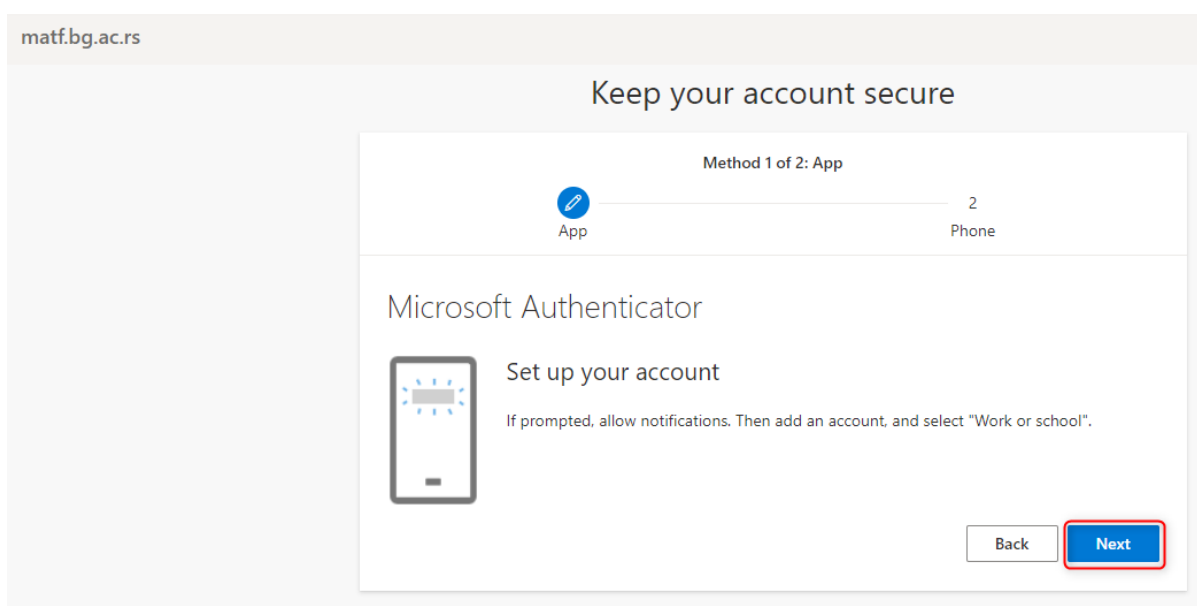 matf.bg.ac.rs
Keep your account secure
Method 1 of 2: App
2
App
Phone
Microsoft Authenticator
Set up your account
If prompted, allow notifications. Then add an account, and select "Work or school".
Back
Next